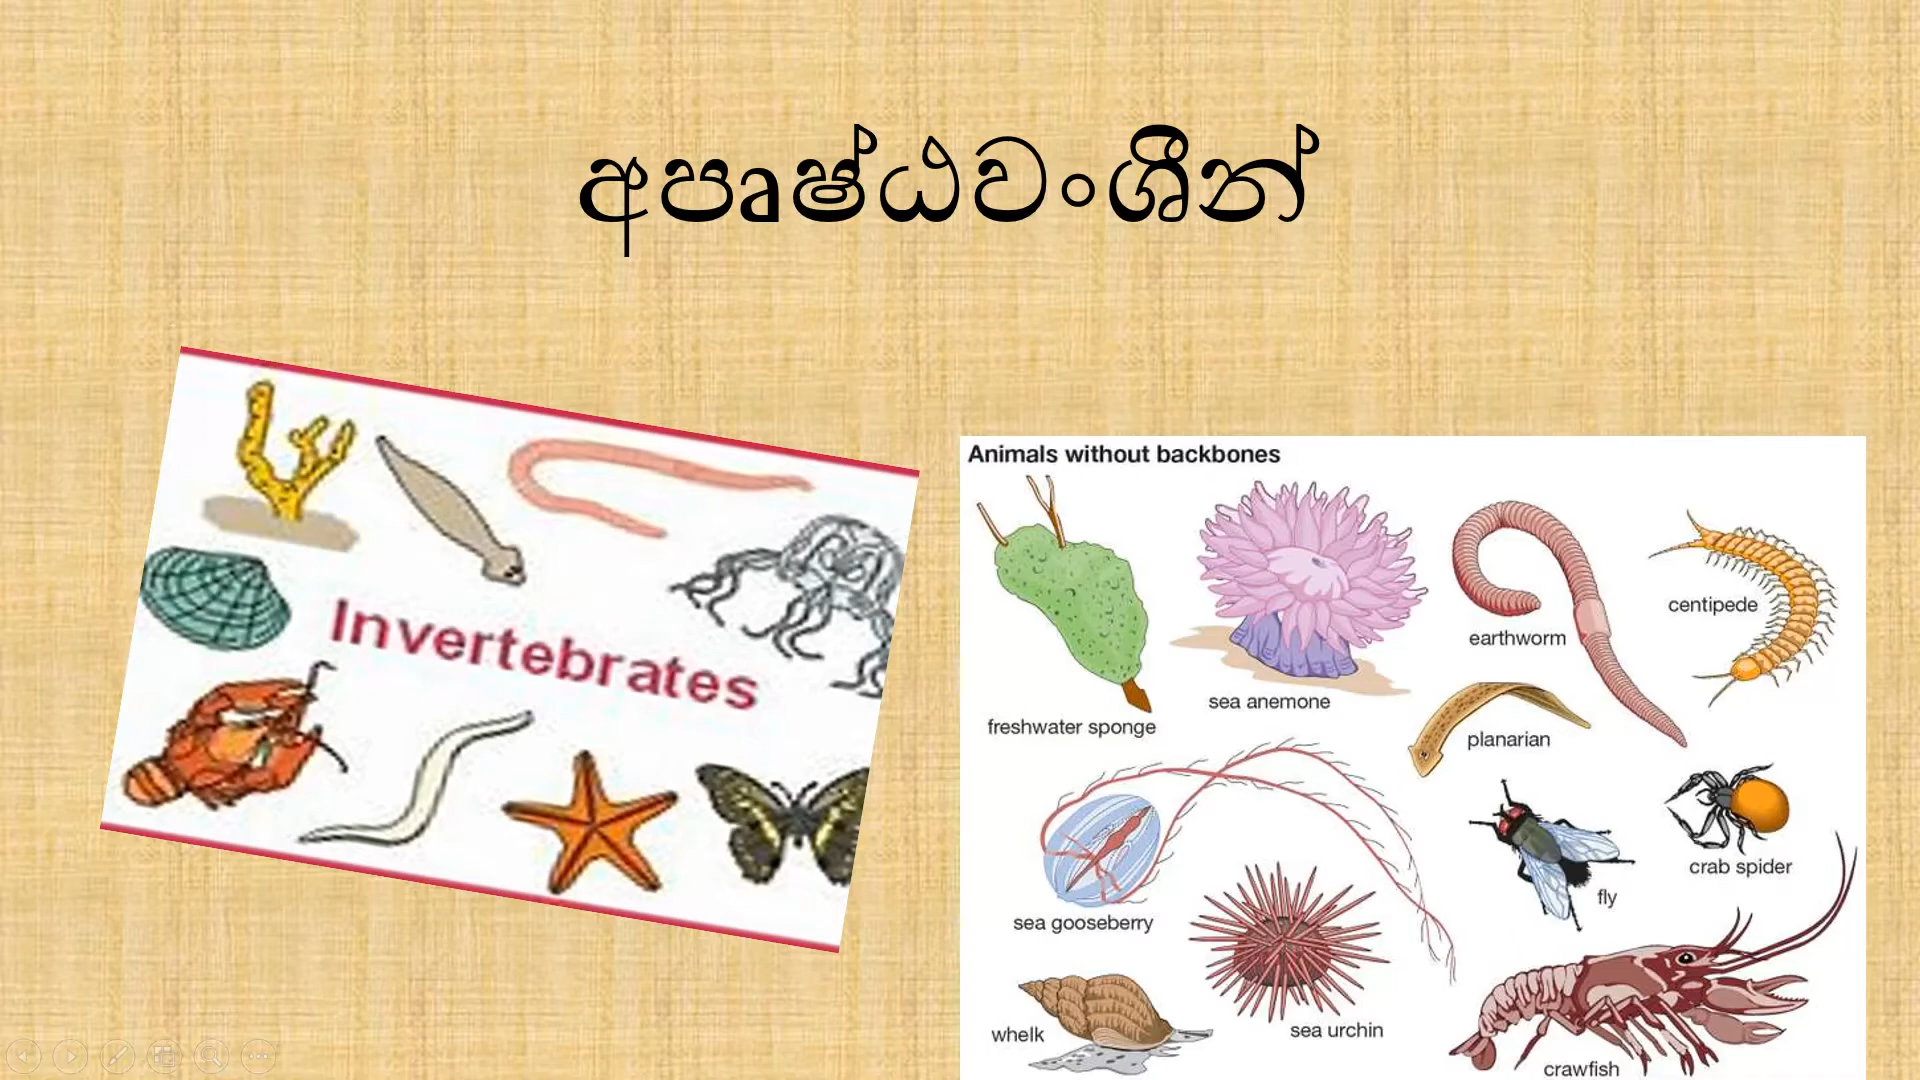 අපෘෂ්ඨවංශීන්
Invertebrates
Animals without backbones
freshwater sponge
sea anemone
earthworm
centipede
planarian
sea gooseberry
fly
crab spider
whelk
sea urchin
crawfish